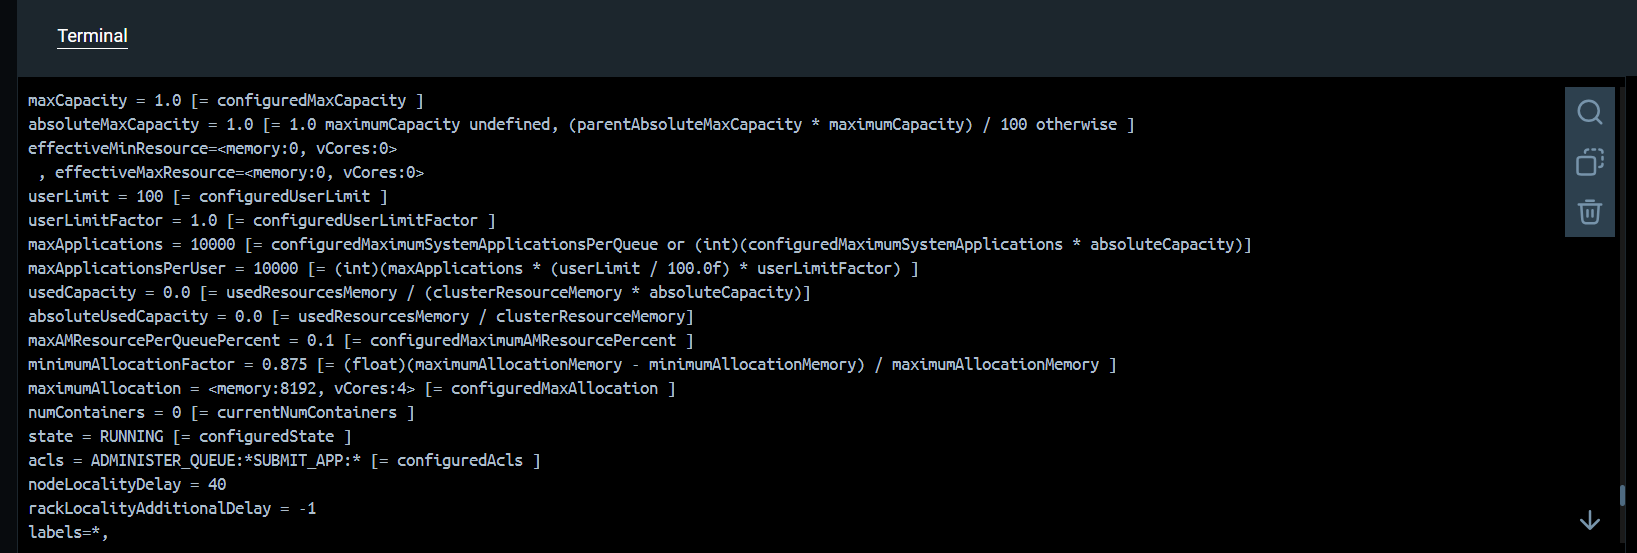 Terminal
maxCapacity = 1.0 [= configuredMaxCapacity ]
absoluteMaxCapacity = 1.0 [= 1.0 maximumCapacity undefined, (parentAbsoluteMaxCapacity * maximumCapacity) / 100 otherwise ]
effectiveMinResource=<memory:0, vCores:0>
 , effectiveMaxResource=<memory:0, vCores:0>
userLimit = 100 [= configuredUserLimit ]
userLimitFactor = 1.0 [= configuredUserLimitFactor ]
maxApplications = 10000 [= configuredMaximumSystemApplicationsPerQueue or (int)(configuredMaximumSystemApplications * absoluteCapacity)]
maxApplicationsPerUser = 10000 [= (int)(maxApplications * (userLimit / 100.0f) * userLimitFactor) ]
usedCapacity = 0.0 [= usedResourcesMemory / (clusterResourceMemory * absoluteCapacity)]
absoluteUsedCapacity = 0.0 [= usedResourcesMemory / clusterResourceMemory]
maxAMResourcePerQueuePercent = 0.1 [= configuredMaximumAMResourcePercent ]
minimumAllocationFactor = 0.875 [= (float)(maximumAllocationMemory - minimumAllocationMemory) / maximumAllocationMemory ]
maximumAllocation = <memory:8192, vCores:4> [= configuredMaxAllocation ]
numContainers = 0 [= currentNumContainers ]
state = RUNNING [= configuredState ]
acls = ADMINISTER_QUEUE:*SUBMIT_APP:* [= configuredAcls ]
nodeLocalityDelay = 40
rackLocalityAdditionalDelay = -1
labels=*,